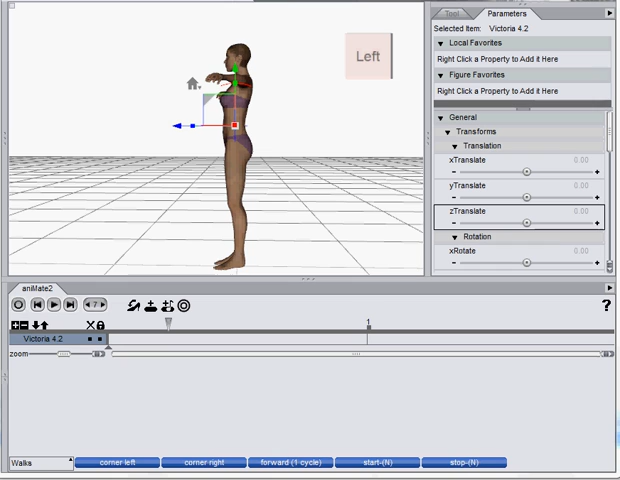 Tool Parameters
Selected Item: Victoria 4.2
Local Favorites
Right Click a Property to Add it Here
Figure Favorites
Right Click a Property to Add it Here
General
Transforms
Translation
xTranslate 0.00
yTranslate 0.00
zTranslate 0.00
Rotation
xRotate 0.00
Left
aniMate2
7
?
1
Victoria 4.2
zoom
Walks corner left corner right forward (1 cycle) start-(N) stop-(N)